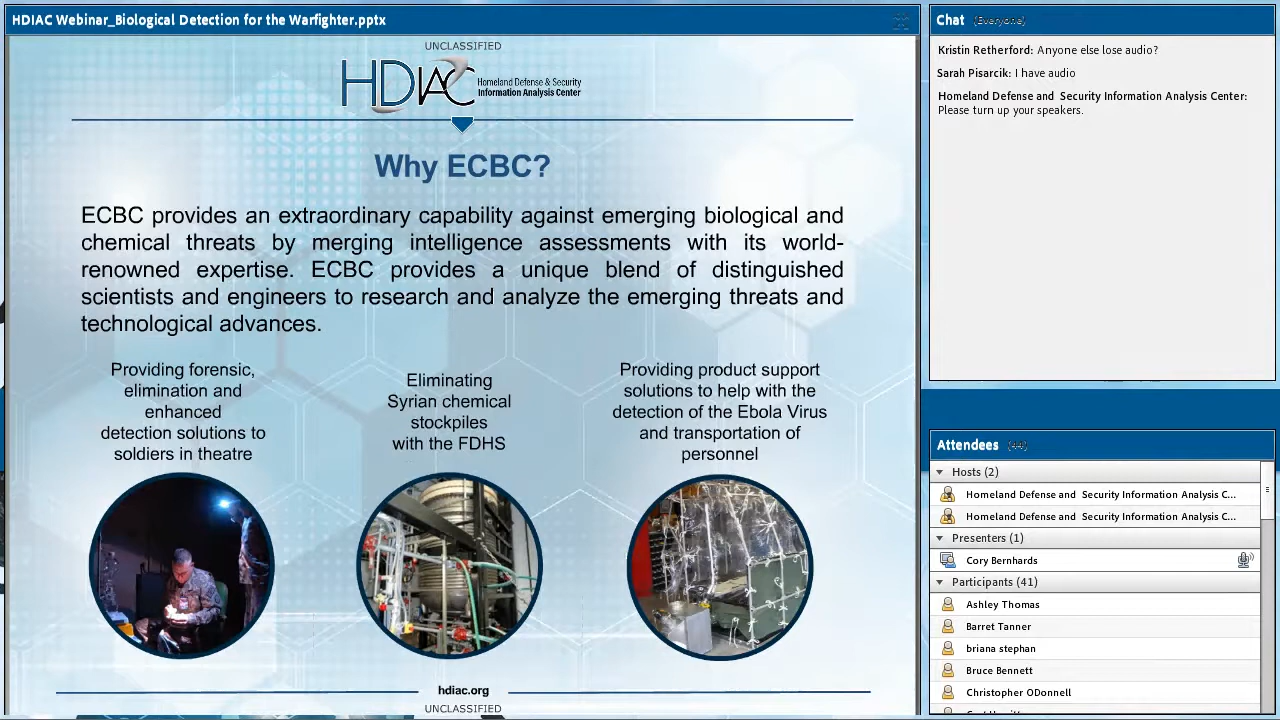 HDIAC Webinar_Biological Detection for the Warfighter.pptx
UNCLASSIFIED
HDIAC
Homeland Defense & Security
Information Analysis Center
Why ECBC?
ECBC provides an extraordinary capability against emerging biological and
chemical threats by merging intelligence assessments with its world-
renowned expertise. ECBC provides a unique blend of distinguished
scientists and engineers to research and analyze the emerging threats and
technological advances.
Providing forensic,
elimination and
enhanced
detection solutions to
soldiers in theatre
Eliminating
Syrian chemical
stockpiles
with the FDHS
Providing product support
solutions to help with the
detection of the Ebola Virus
and transportation of
personnel
hdiac.org
UNCLASSIFIED
Chat (Everyone)
Kristin Retherford: Anyone else lose audio?
Sarah Pisarcik: I have audio
Homeland Defense and Security Information Analysis Center:
Please turn up your speakers.
Attendees (44)
Hosts (2)
Homeland Defense and Security Information Analysis C...
Homeland Defense and Security Information Analysis C...
Presenters (1)
Cory Bernhards
Participants (41)
Ashley Thomas
Barret Tanner
briana stephan
Bruce Bennett
Christopher ODonnell